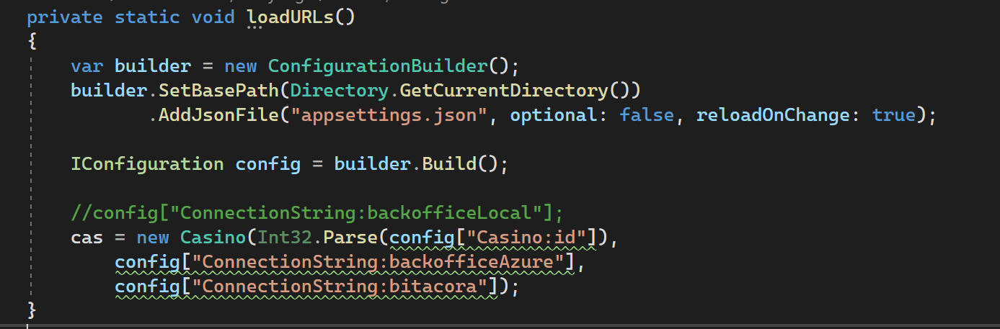 private static void loadURLs()
{
var builder = new ConfigurationBuilder();
builder.SetBasePath(Directory.GetCurrentDirectory())
.AddJsonFile("appsettings.json", optional: false, reloadOnChange: true);
IConfiguration config = builder.Build();
//config["ConnectionString:backofficeLocal"];
cas = new Casino(Int32.Parse(config["Casino:id"]),
config["ConnectionString:backofficeAzure"],
config["ConnectionString:bitacora"]);
}